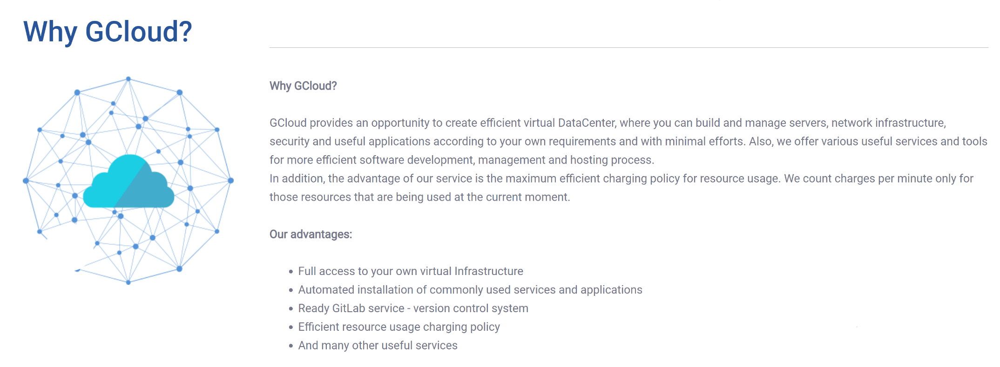 Why GCloud?
Why GCloud?
GCloud provides an opportunity to create efficient virtual DataCenter, where you can build and manage servers, network infrastructure,
security and useful applications according to your own requirements and with minimal efforts. Also, we offer various useful services and tools
for more efficient software development, management and hosting process.
In addition, the advantage of our service is the maximum efficient charging policy for resource usage. We count charges per minute only for
those resources that are being used at the current moment.
Our advantages:
• Full access to your own virtual Infrastructure
• Automated installation of commonly used services and applications
• Ready GitLab service - version control system
• Efficient resource usage charging policy
• And many other useful services